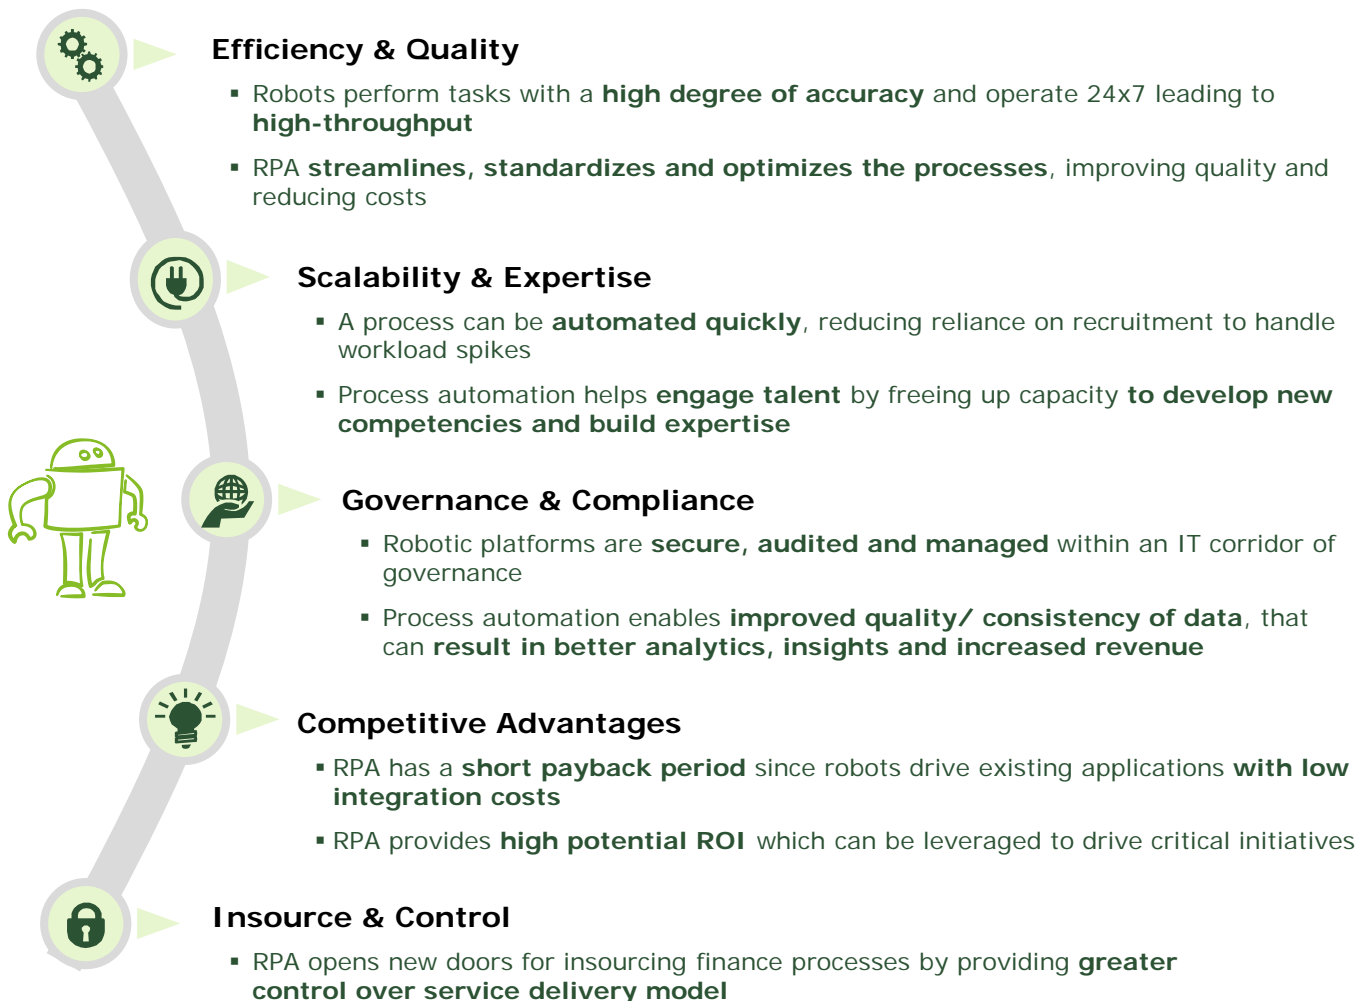 Efficiency & Quality
▪ Robots perform tasks with a high degree of accuracy and operate 24x7 leading to
high-throughput
▪ RPA streamlines, standardizes and optimizes the processes, improving quality and
reducing costs
Scalability & Expertise
▪ A process can be automated quickly, reducing reliance on recruitment to handle
workload spikes
▪ Process automation helps engage talent by freeing up capacity to develop new
competencies and build expertise
Governance & Compliance
▪ Robotic platforms are secure, audited and managed within an IT corridor of
governance
▪ Process automation enables improved quality/ consistency of data, that
can result in better analytics, insights and increased revenue
Competitive Advantages
▪ RPA has a short payback period since robots drive existing applications with low
integration costs
▪ RPA provides high potential ROI which can be leveraged to drive critical initiatives
Insource & Control
▪ RPA opens new doors for insourcing finance processes by providing greater
control over service delivery model